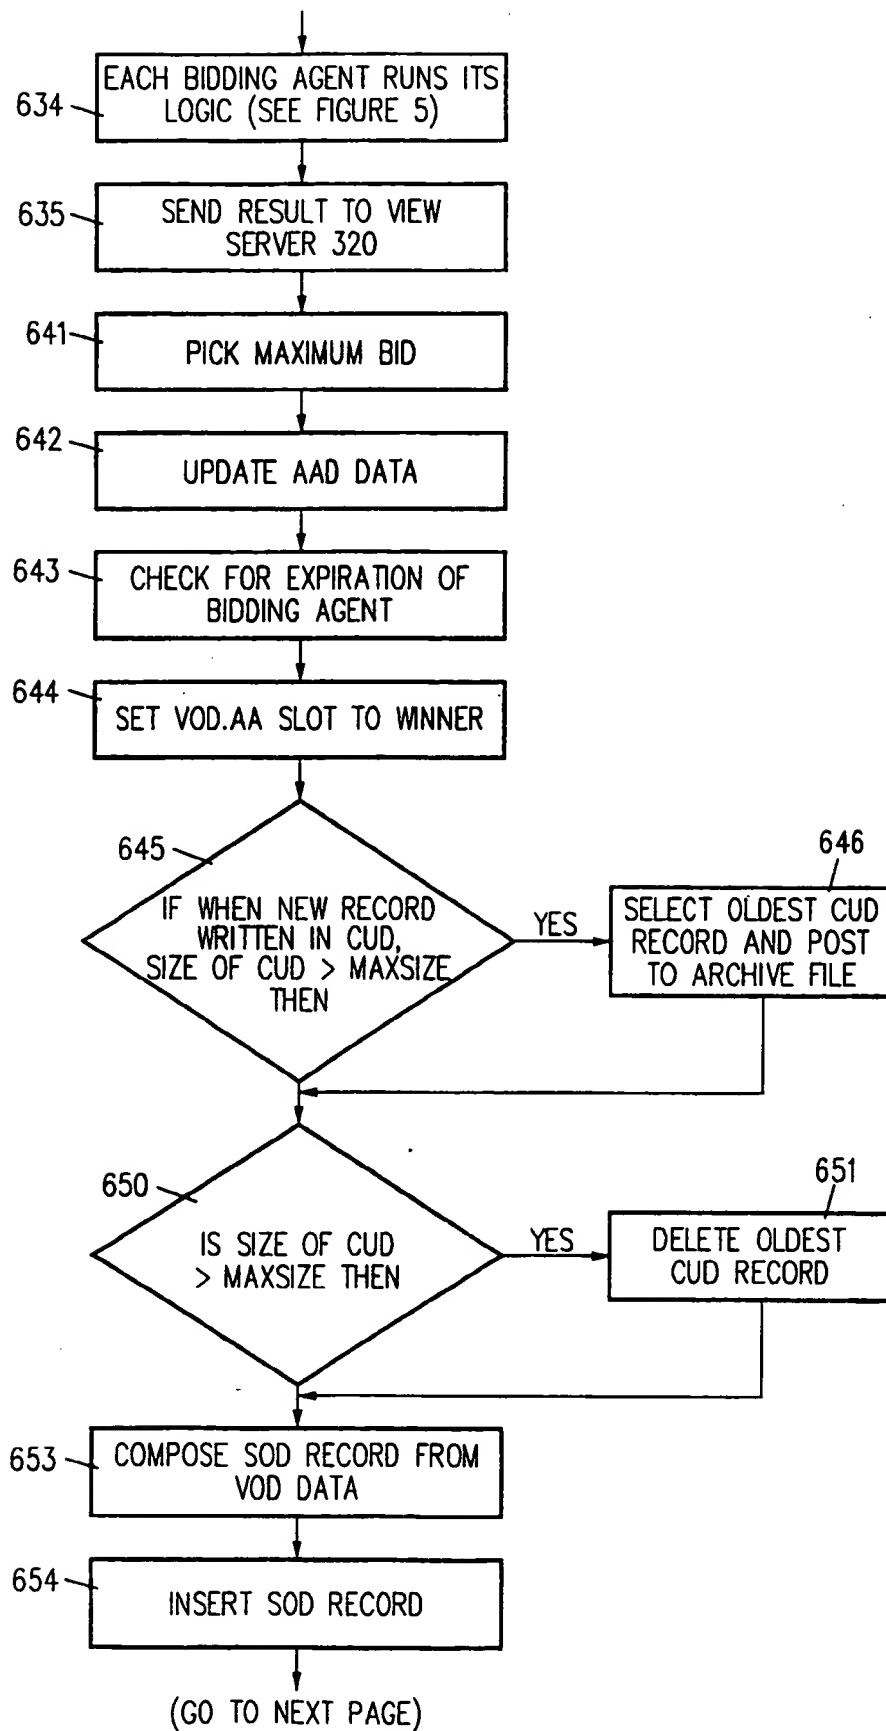 634
EACH BIDDING AGENT RUNS ITS
LOGIC (SEE FIGURE 5)
635
SEND RESULT TO VIEW
SERVER 320
641
PICK MAXIMUM BID
642
UPDATE AAD DATA
643
CHECK FOR EXPIRATION OF
BIDDING AGENT
644
SET VOD.AA SLOT TO WINNER
645
IF WHEN NEW RECORD
WRITTEN IN CUD,
SIZE OF CUD > MAXSIZE
THEN
YES
646
SELECT OLDEST CUD
RECORD AND POST
TO ARCHIVE FILE
650
IS SIZE OF CUD
> MAXSIZE THEN
YES
651
DELETE OLDEST
CUD RECORD
653
COMPOSE SOD RECORD FROM
VOD DATA
654
INSERT SOD RECORD
(GO TO NEXT PAGE)